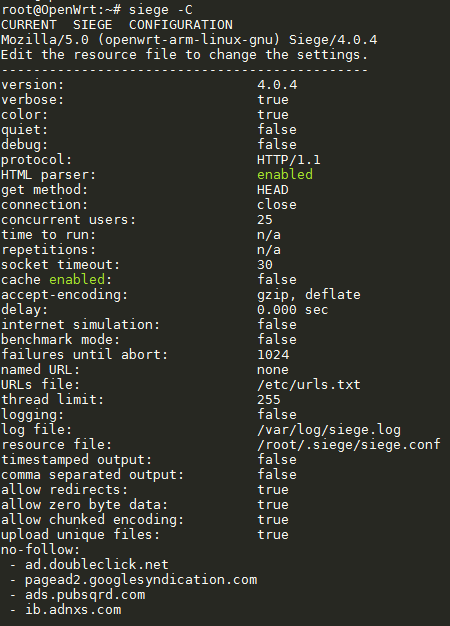 root@OpenWrt:~# siege -C
CURRENT  SIEGE  CONFIGURATION
Mozilla/5.0 (openwrt-arm-linux-gnu) Siege/4.0.4
Edit the resource file to change the settings.
----------------------------------------------
version:                        4.0.4
verbose:                        true
color:                          true
quiet:                          false
debug:                          false
protocol:                       HTTP/1.1
HTML parser:                    enabled
get method:                     HEAD
connection:                     close
concurrent users:               25
time to run:                    n/a
repetitions:                    n/a
socket timeout:                 30
cache enabled:                  false
accept-encoding:                gzip, deflate
delay:                          0.000 sec
internet simulation:            false
benchmark mode:                 false
failures until abort:           1024
named URL:                      none
URLs file:                      /etc/urls.txt
thread limit:                   255
logging:                        false
log file:                       /var/log/siege.log
resource file:                  /root/.siege/siege.conf
timestamped output:             false
comma separated output:         false
allow redirects:                true
allow zero byte data:           true
allow chunked encoding:         true
upload unique files:            true
no-follow:
 - ad.doubleclick.net
 - pagead2.googlesyndication.com
 - ads.pubsqrd.com
 - ib.adnxs.com